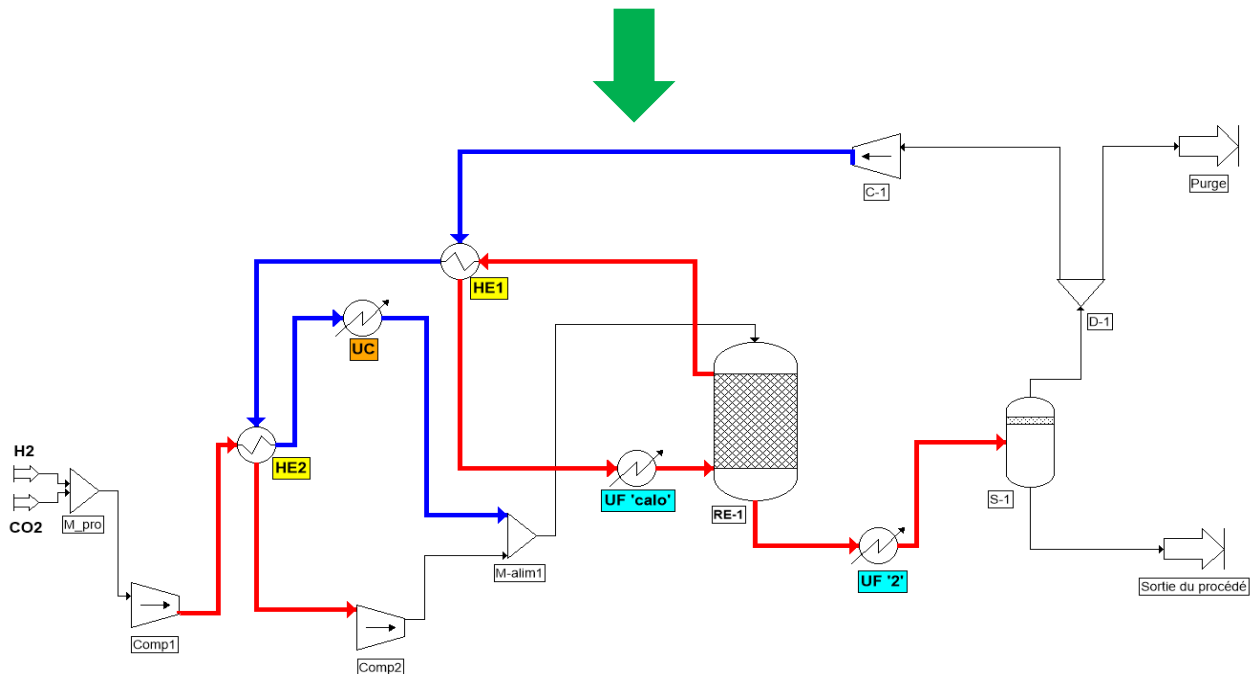 C-1
Purge
HE1
D-1
UC
H2
HE2
UF 'calo'
RE-1
S-1
CO2
M_pro
M-alim1
UF '2'
Sortie du procédé
Comp1
Comp2